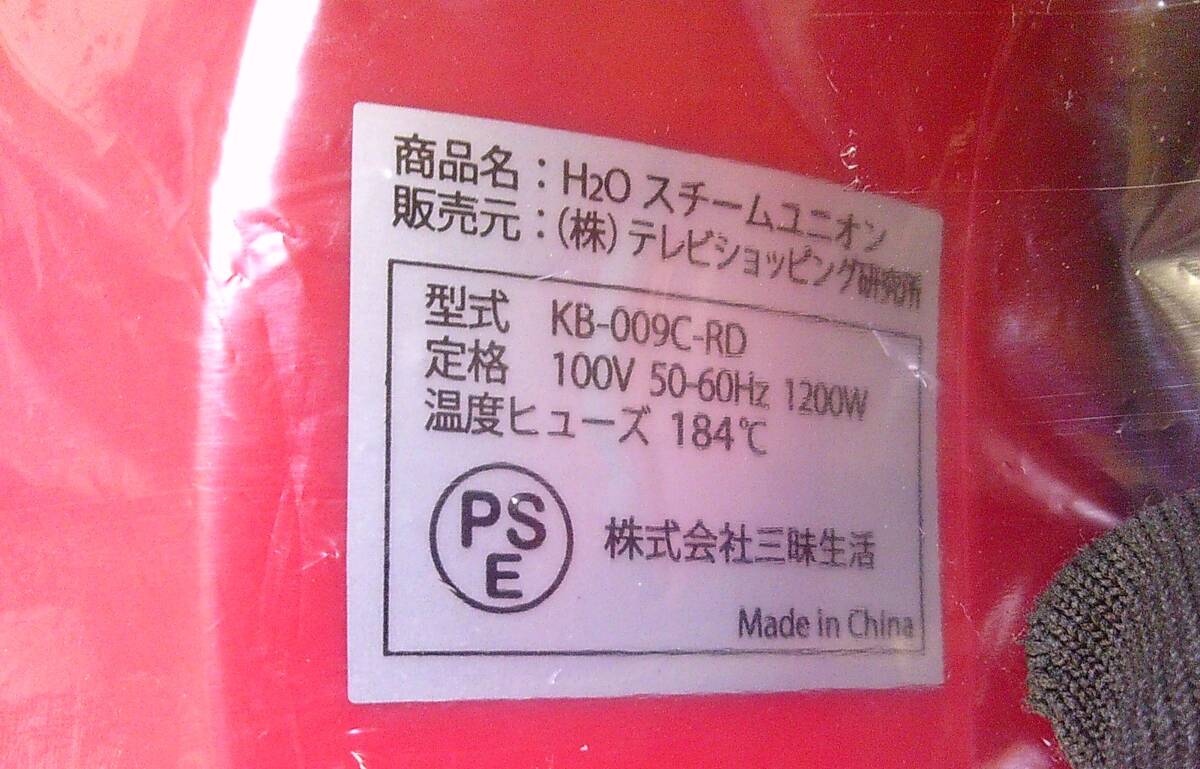 商品名：H2O スチームユニオン
販売元：(株) テレビショッピング研究所
型式 KB-009C-RD
定格 100V 50-60Hz 1200W
温度ヒューズ 184℃
PS
E
株式会社三昧生活
Made in China